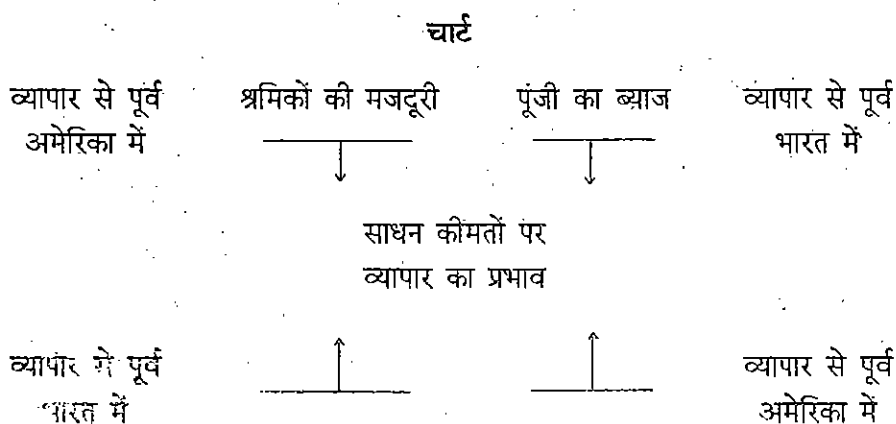 चार्ट
व्यापार से पूर्व श्रमिकों की मजदूरी पूंजी का ब्याज व्यापार से पूर्व
अमेरिका में भारत में
साधन कीमतों पर
व्यापार का प्रभाव
व्यापार से पूर्व व्यापार से पूर्व
भारत में अमेरिका में